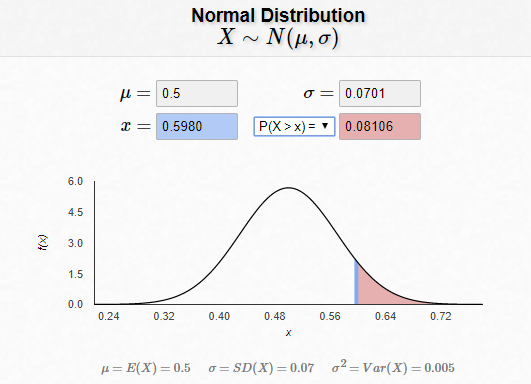 Normal Distribution
X ~ N(μ, σ)
μ = 0.5 σ = 0.0701
x = 0.5980 P(X > x) = ▼ 0.08106
6.0
4.5
3.0
1.5
0.0
f(x)
0.24 0.32 0.40 0.48 0.56 0.64 0.72
x
μ = E(X) = 0.5 σ = SD(X) = 0.07 σ² = Var(X) = 0.005